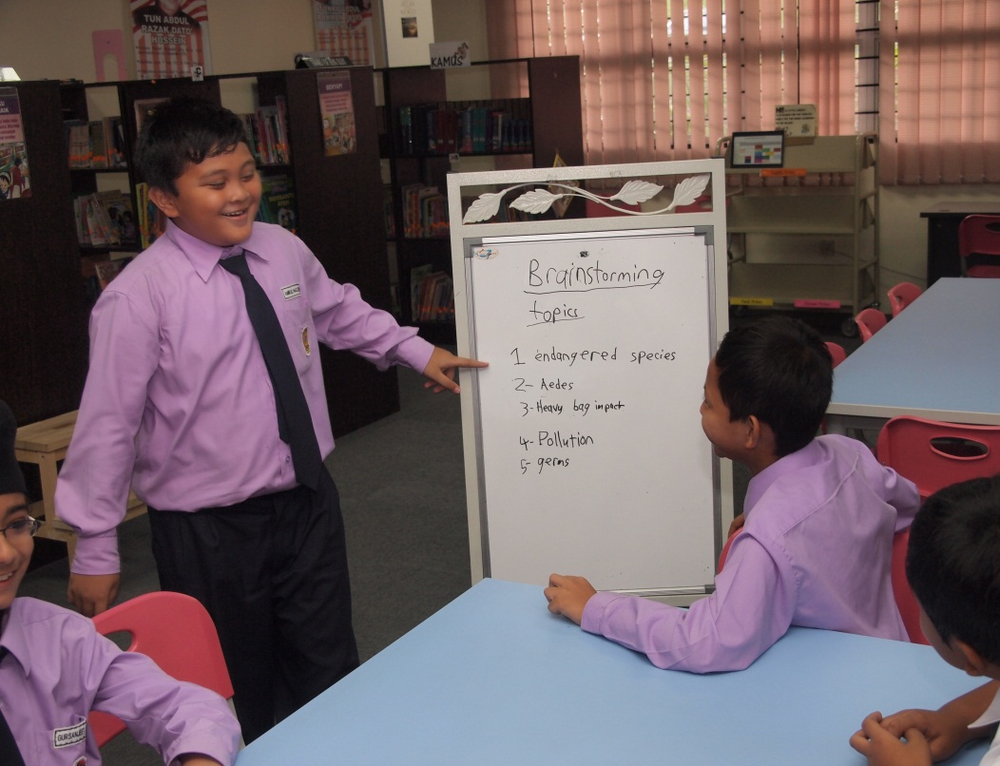 TUN ABDUL
RAZAK DATO
HUSSEIN
KAMUS
Brainstorming
topics
1 endangered species
2- Aedes
3- Heavy bag impact
4- Pollution
5- germs